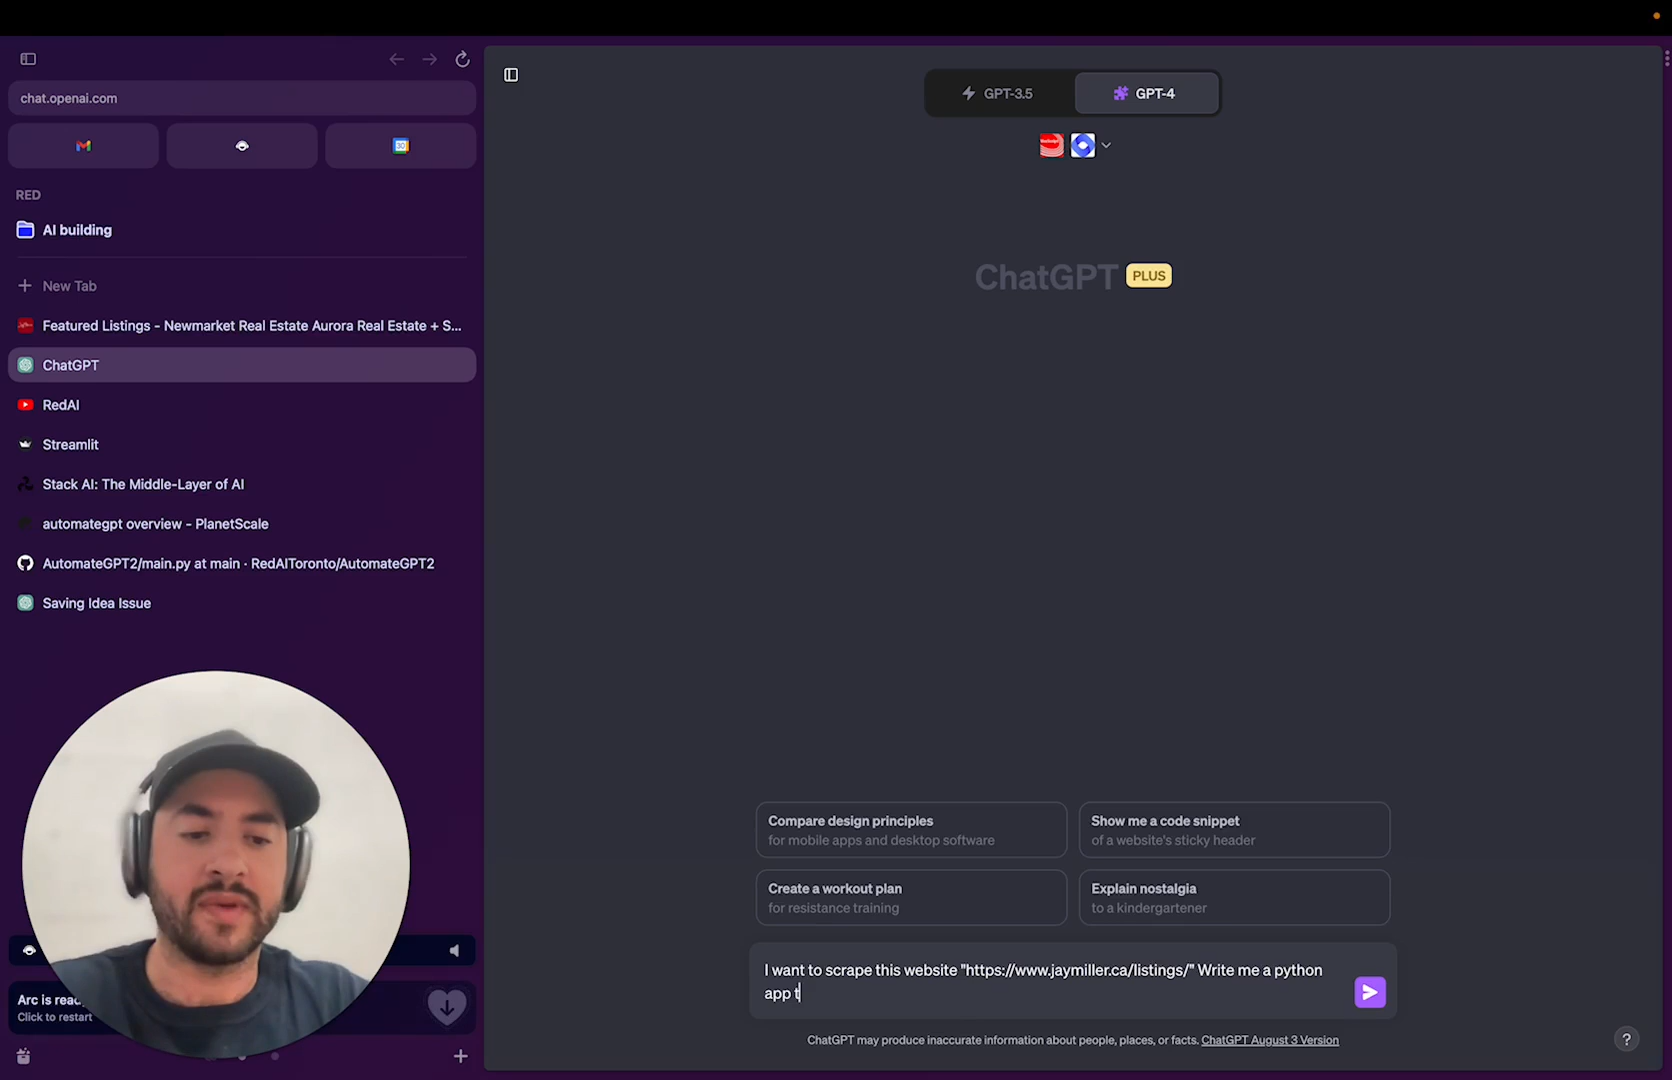 chat.openai.com
RED
AI building
New Tab
Featured Listings - Newmarket Real Estate Aurora Real Estate + S...
ChatGPT
RedAI
Streamlit
Stack AI: The Middle-Layer of AI
automategpt overview - PlanetScale
AutomateGPT2/main.py at main · RedAIToronto/AutomateGPT2
Saving Idea Issue
Arc is rea
Click to restart
GPT-3.5
GPT-4
ChatGPT PLUS
Compare design principles
for mobile apps and desktop software
Show me a code snippet
of a website's sticky header
Create a workout plan
for resistance training
Explain nostalgia
to a kindergartener
I want to scrape this website "https://www.jaymiller.ca/listings/" Write me a python
app t
ChatGPT may produce inaccurate information about people, places, or facts. ChatGPT August 3 Version
?